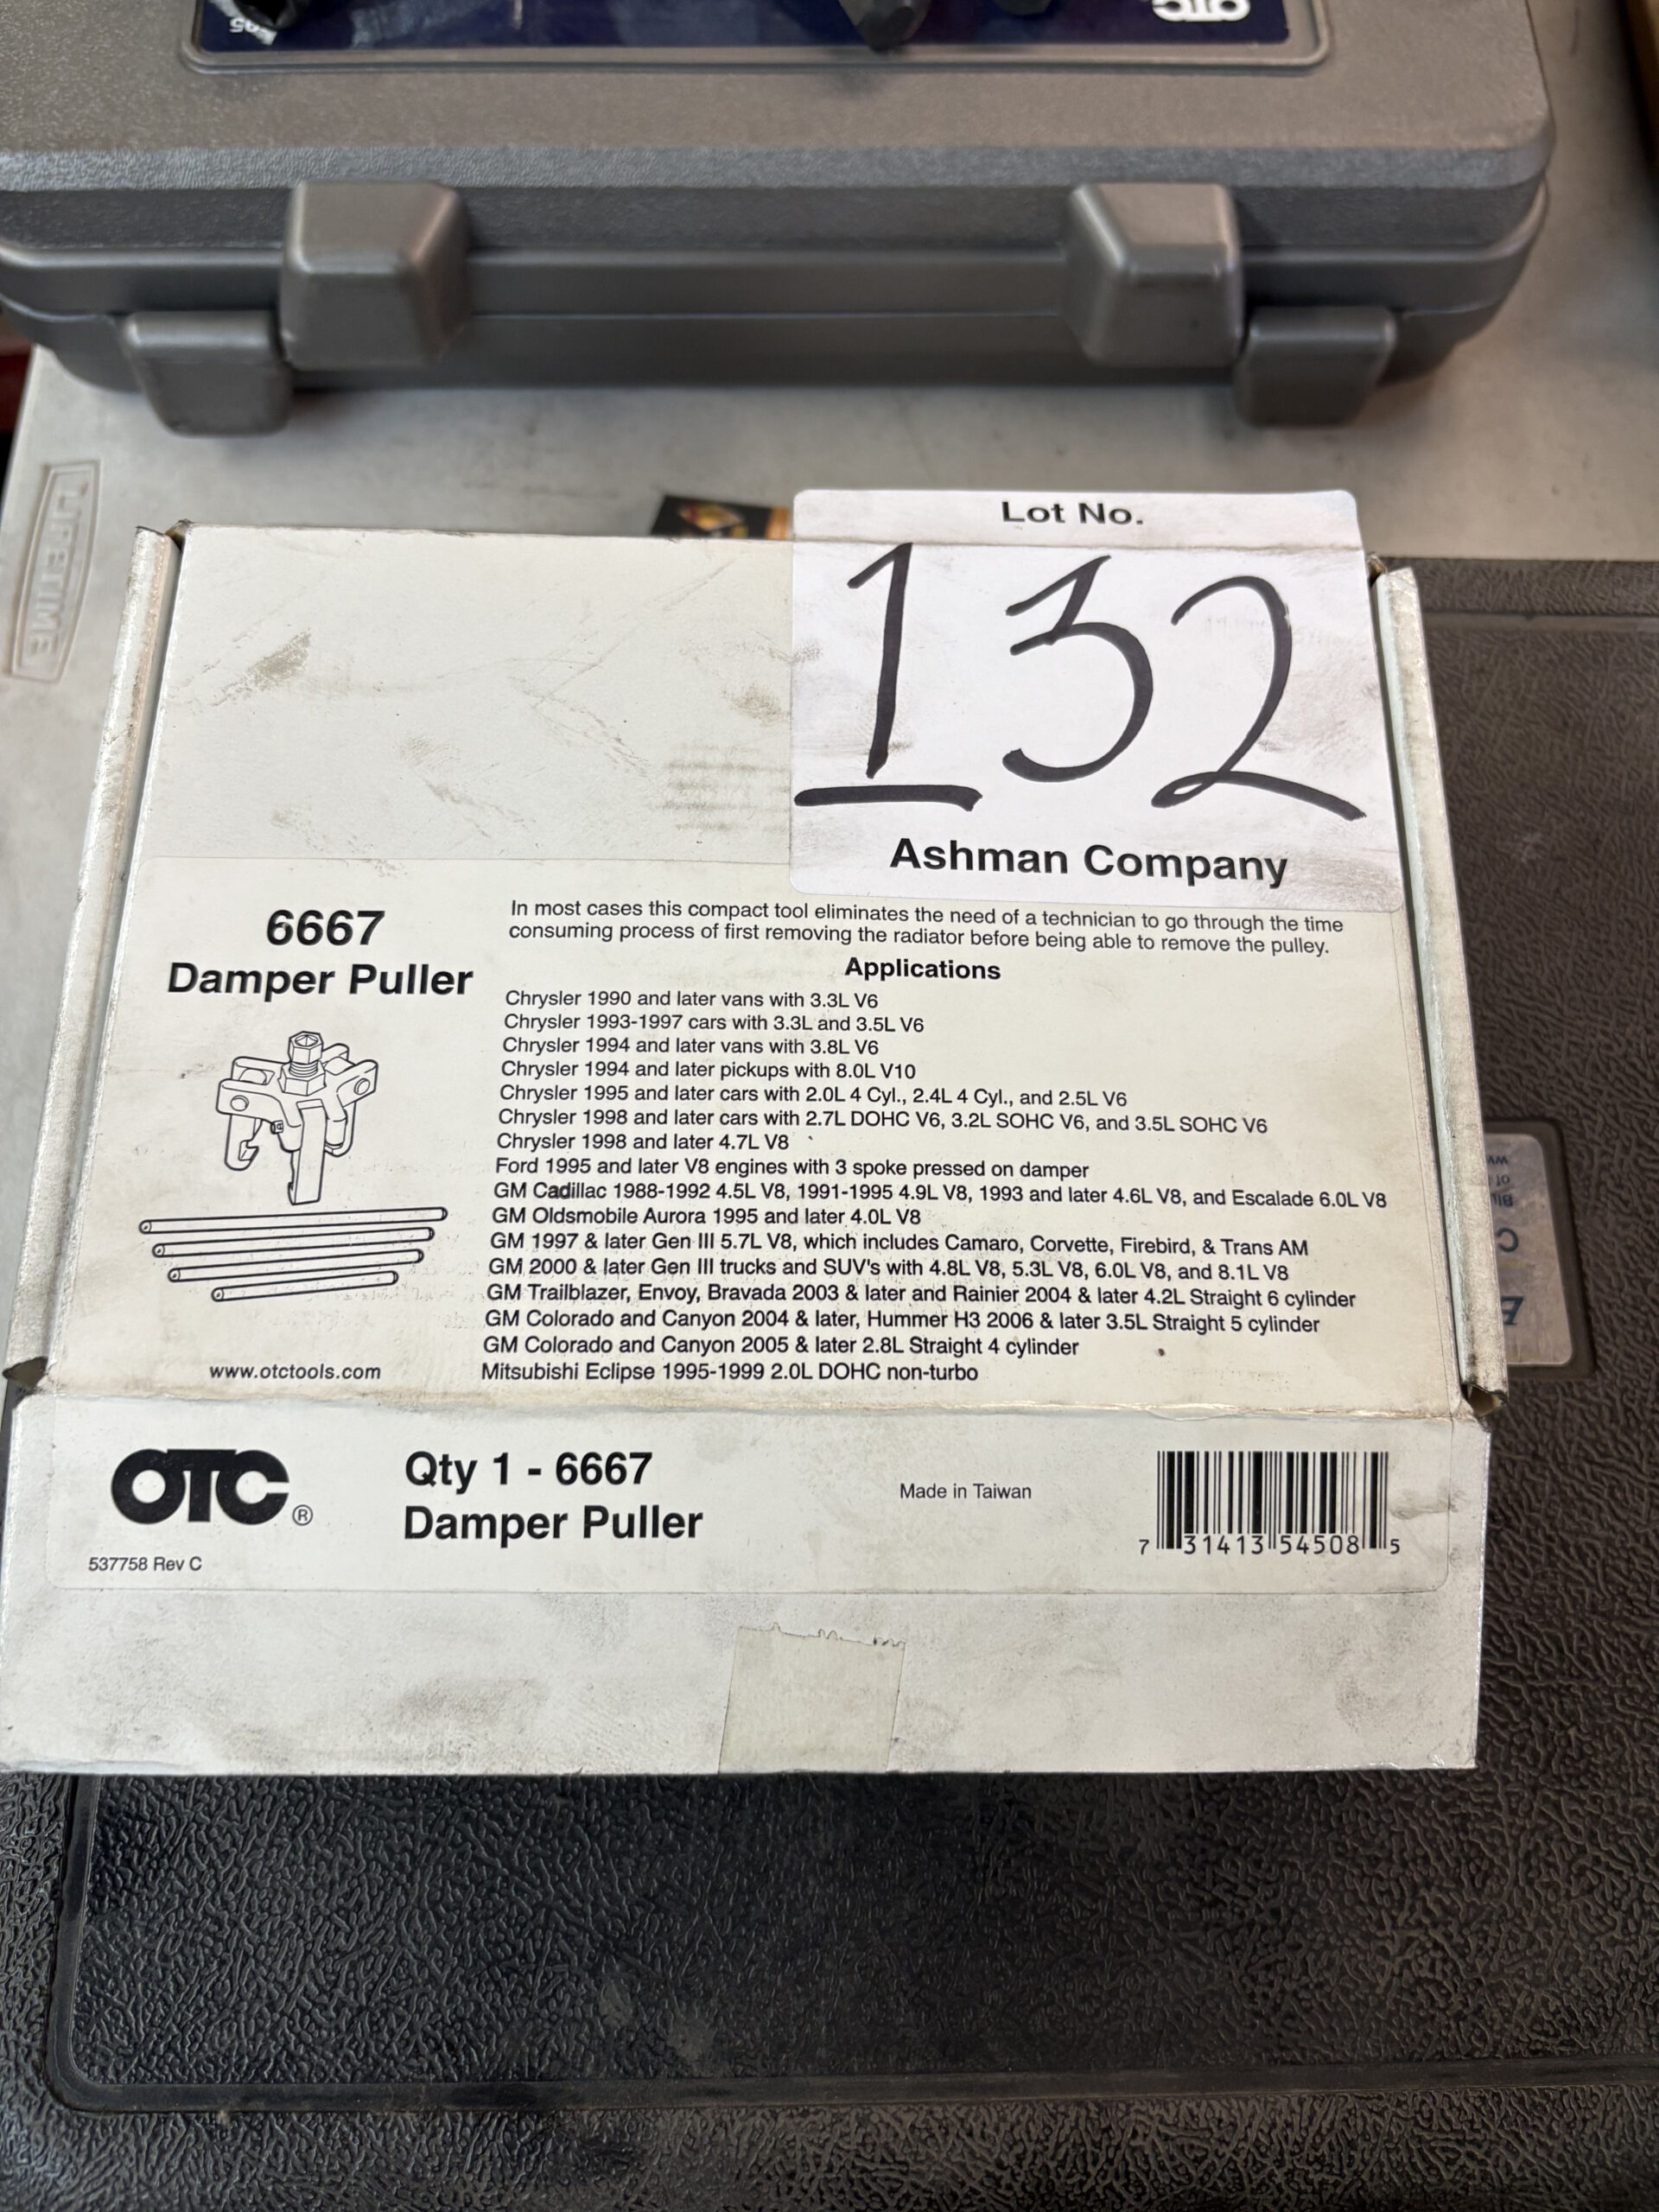 OTC
LIFETIME
Lot No.
132
Ashman Company
6667
Damper Puller
In most cases this compact tool eliminates the need of a technician to go through the time
consuming process of first removing the radiator before being able to remove the pulley.
Applications
Chrysler 1990 and later vans with 3.3L V6
Chrysler 1993-1997 cars with 3.3L and 3.5L V6
Chrysler 1994 and later vans with 3.8L V6
Chrysler 1994 and later pickups with 8.0L V10
Chrysler 1995 and later cars with 2.0L 4 Cyl., 2.4L 4 Cyl., and 2.5L V6
Chrysler 1998 and later cars with 2.7L DOHC V6, 3.2L SOHC V6, and 3.5L SOHC V6
Chrysler 1998 and later 4.7L V8
Ford 1995 and later V8 engines with 3 spoke pressed on damper
GM Cadillac 1988-1992 4.5L V8, 1991-1995 4.9L V8, 1993 and later 4.6L V8, and Escalade 6.0L V8
GM Oldsmobile Aurora 1995 and later 4.0L V8
GM 1997 & later Gen III 5.7L V8, which includes Camaro, Corvette, Firebird, & Trans AM
GM 2000 & later Gen III trucks and SUV's with 4.8L V8, 5.3L V8, 6.0L V8, and 8.1L V8
GM Trailblazer, Envoy, Bravada 2003 & later and Rainier 2004 & later 4.2L Straight 6 cylinder
GM Colorado and Canyon 2004 & later, Hummer H3 2006 & later 3.5L Straight 5 cylinder
GM Colorado and Canyon 2005 & later 2.8L Straight 4 cylinder
Mitsubishi Eclipse 1995-1999 2.0L DOHC non-turbo
www.otctools.com
OTC®
537758 Rev C
Qty 1 - 6667
Damper Puller
Made in Taiwan
7 31413 54508 5